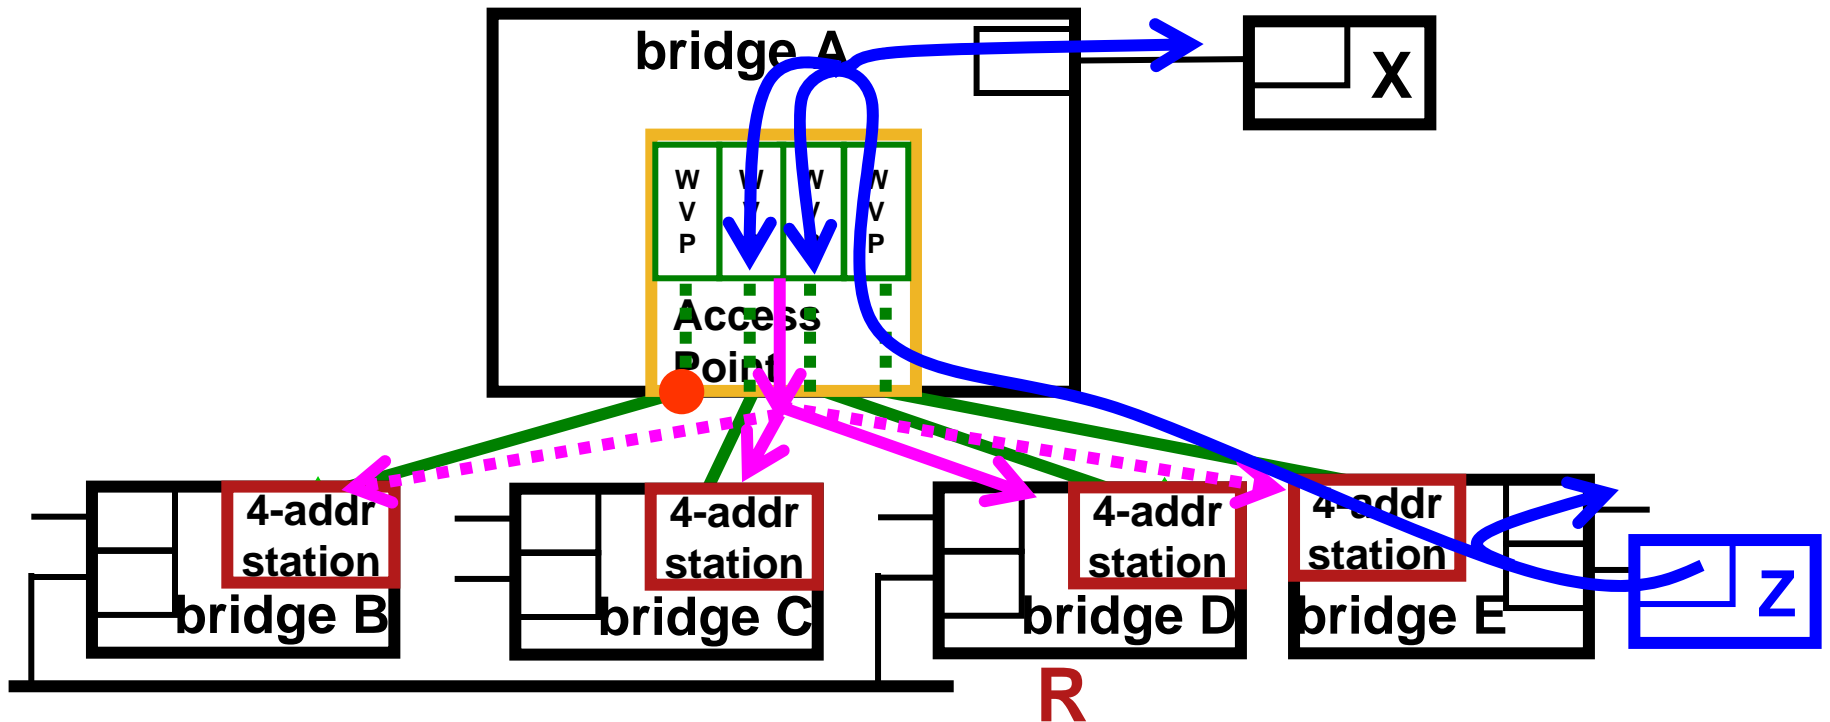 bridge A
X
W W W W
V V V V
P P
Access
Point
4-addr
station
bridge B
4-addr
station
bridge C
4-addr
station
bridge D
4-addr
station
bridge E
Z
R